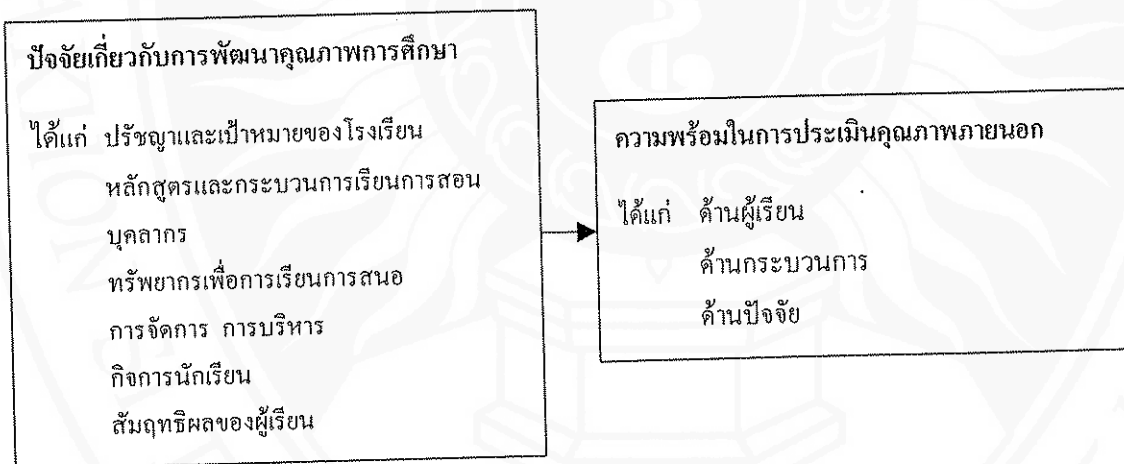 ปัจจัยเกี่ยวกับการพัฒนาคุณภาพการศึกษา
ได้แก่ ปรัชญาและเป้าหมายของโรงเรียน
หลักสูตรและกระบวนการเรียนการสอน
บุคลากร
ทรัพยากรเพื่อการเรียนการสนอ
การจัดการ การบริหาร
กิจการนักเรียน
สัมฤทธิผลของผู้เรียน
ความพร้อมในการประเมินคุณภาพภายนอก
ได้แก่ ด้านผู้เรียน
ด้านกระบวนการ
ด้านปัจจัย